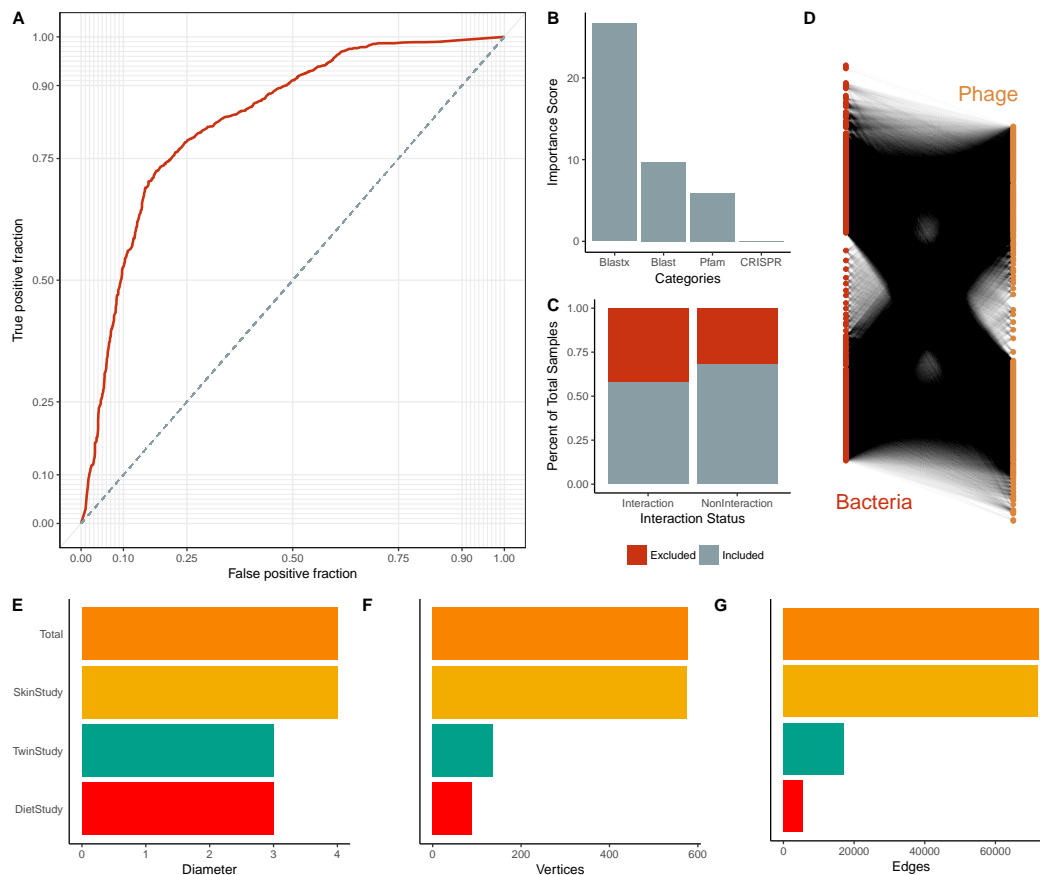 A
1.00
0.90
0.75
0.50
0.25
0.10
0.00
True positive fraction
0.00 0.10 0.25 0.50 0.75 0.90 1.00
False positive fraction
B
20
10
0
Importance Score
Blastx Blast Pfam CRISPR
Categories
C
1.00
0.75
0.50
0.25
0.00
Percent of Total Samples
Interaction NonInteraction
Interaction Status
Excluded Included
D
Phage
Bacteria
E
Total
SkinStudy
TwinStudy
DietStudy
0 1 2 3 4
Diameter
F
0 200 400 600
Vertices
G
0 20000 40000 60000
Edges